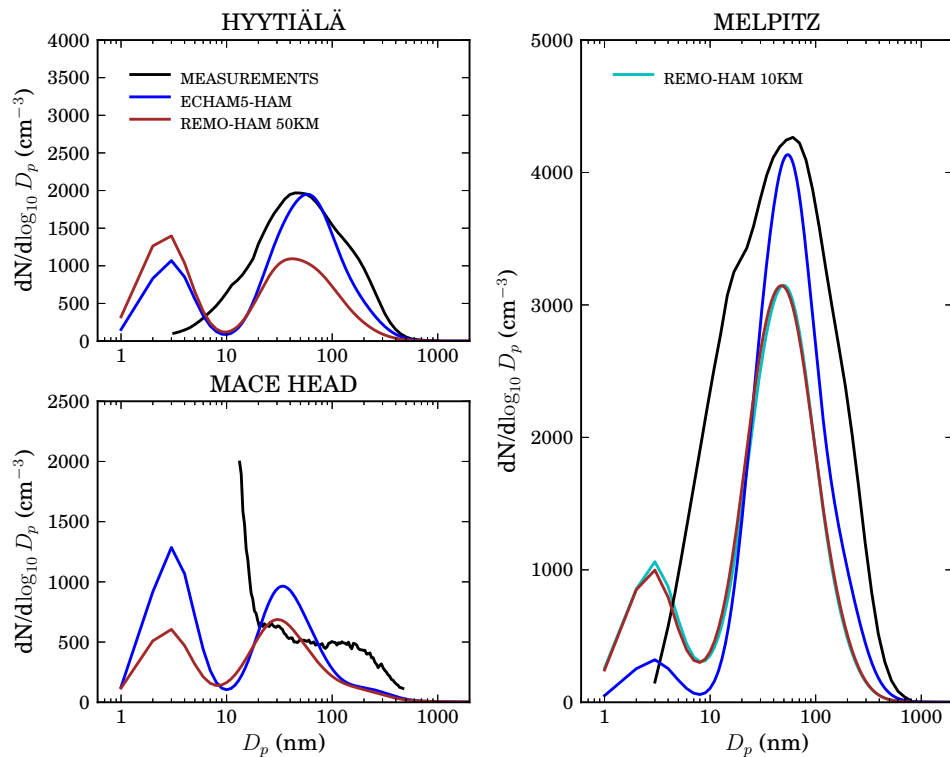 HYYTIÄLÄ
dN/dlog₁₀ Dₚ (cm⁻³)
4000
3500
3000
2500
2000
1500
1000
500
0
MEASUREMENTS
ECHAM5-HAM
REMO-HAM 50KM
1 10 100 1000
MACE HEAD
dN/dlog₁₀ Dₚ (cm⁻³)
2500
2000
1500
1000
500
0
1 10 100 1000
Dₚ (nm)
MELPITZ
dN/dlog₁₀ Dₚ (cm⁻³)
5000
4000
3000
2000
1000
0
REMO-HAM 10KM
1 10 100 1000
Dₚ (nm)